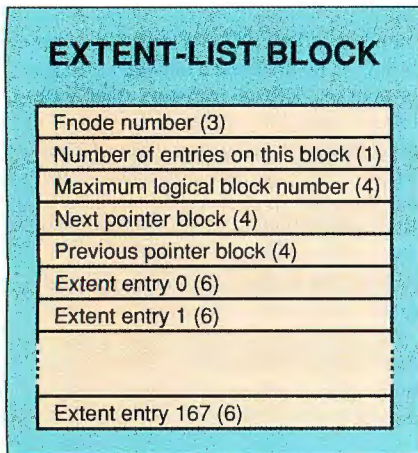 EXTENT-LIST BLOCK
Fnode number (3)
Number of entries on this block (1)
Maximum logical block number (4)
Next pointer block (4)
Previous pointer block (4)
Extent entry 0 (6)
Extent entry 1 (6)
Extent entry 167 (6)